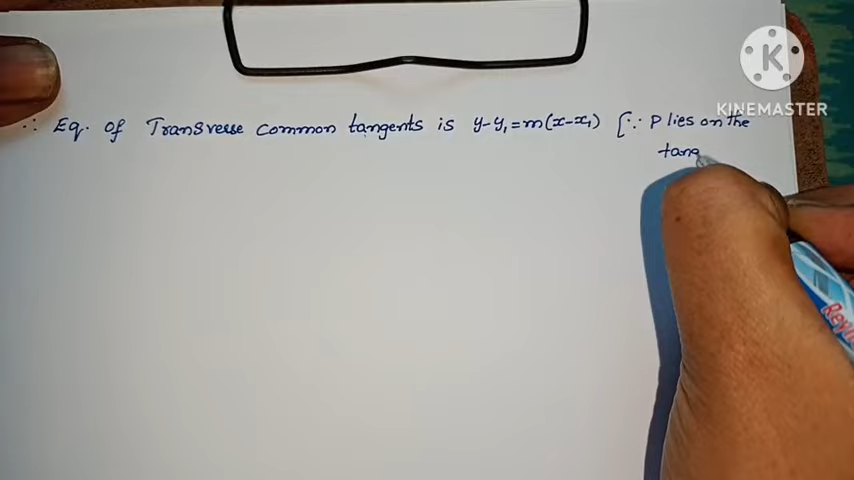 K
KINEMASTER
∴ Eq. of Transverse common tangents is y-y₁=m(x-x₁) [∵ P lies on the
tang